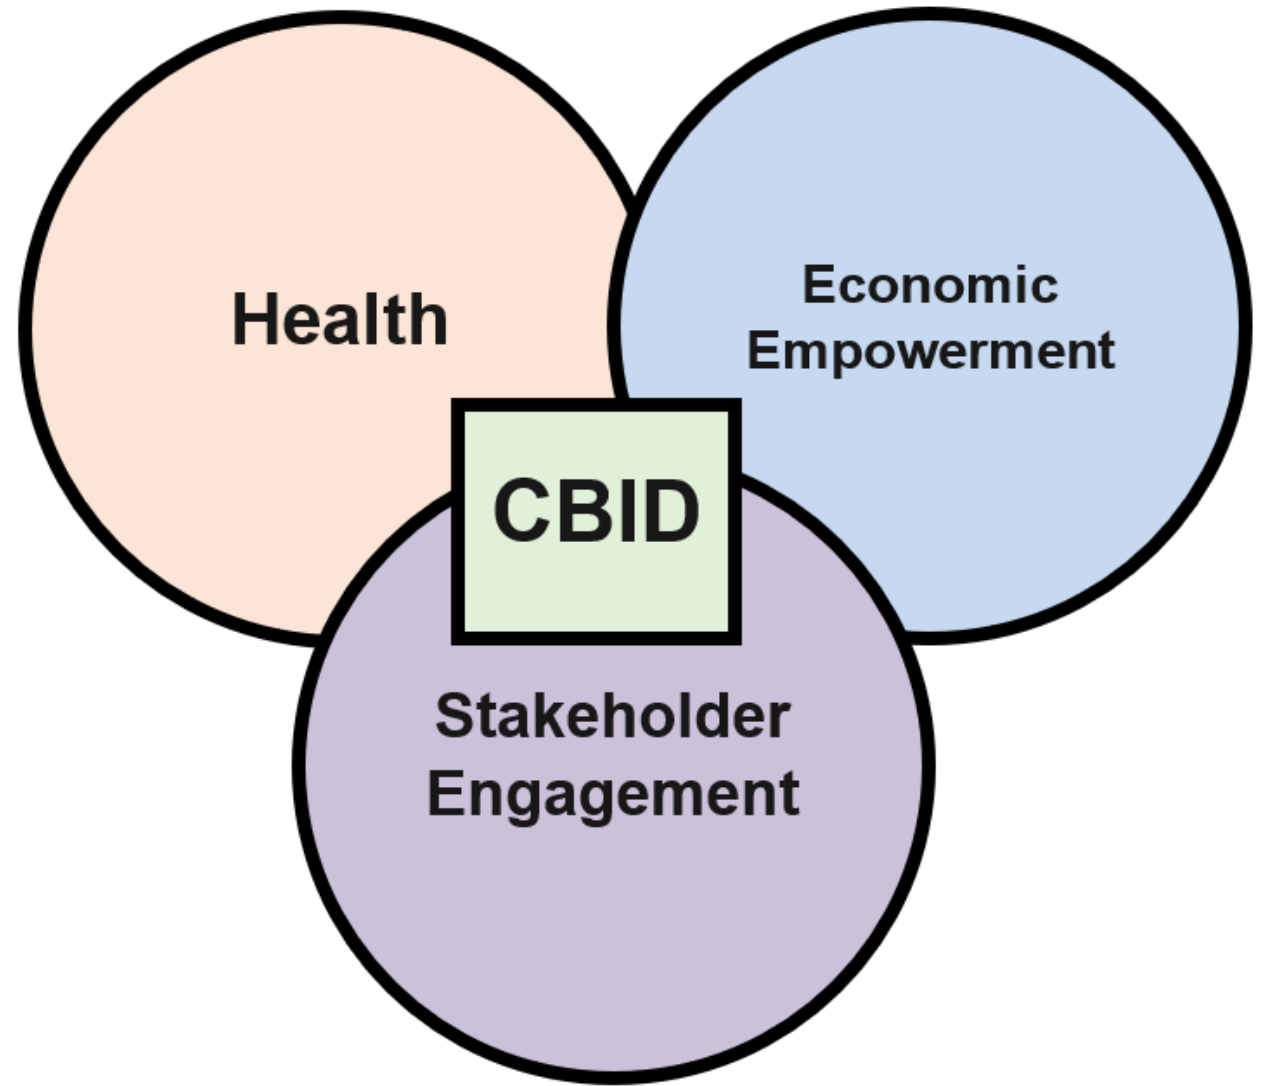 Health
Economic
Empowerment
CBID
Stakeholder
Engagement